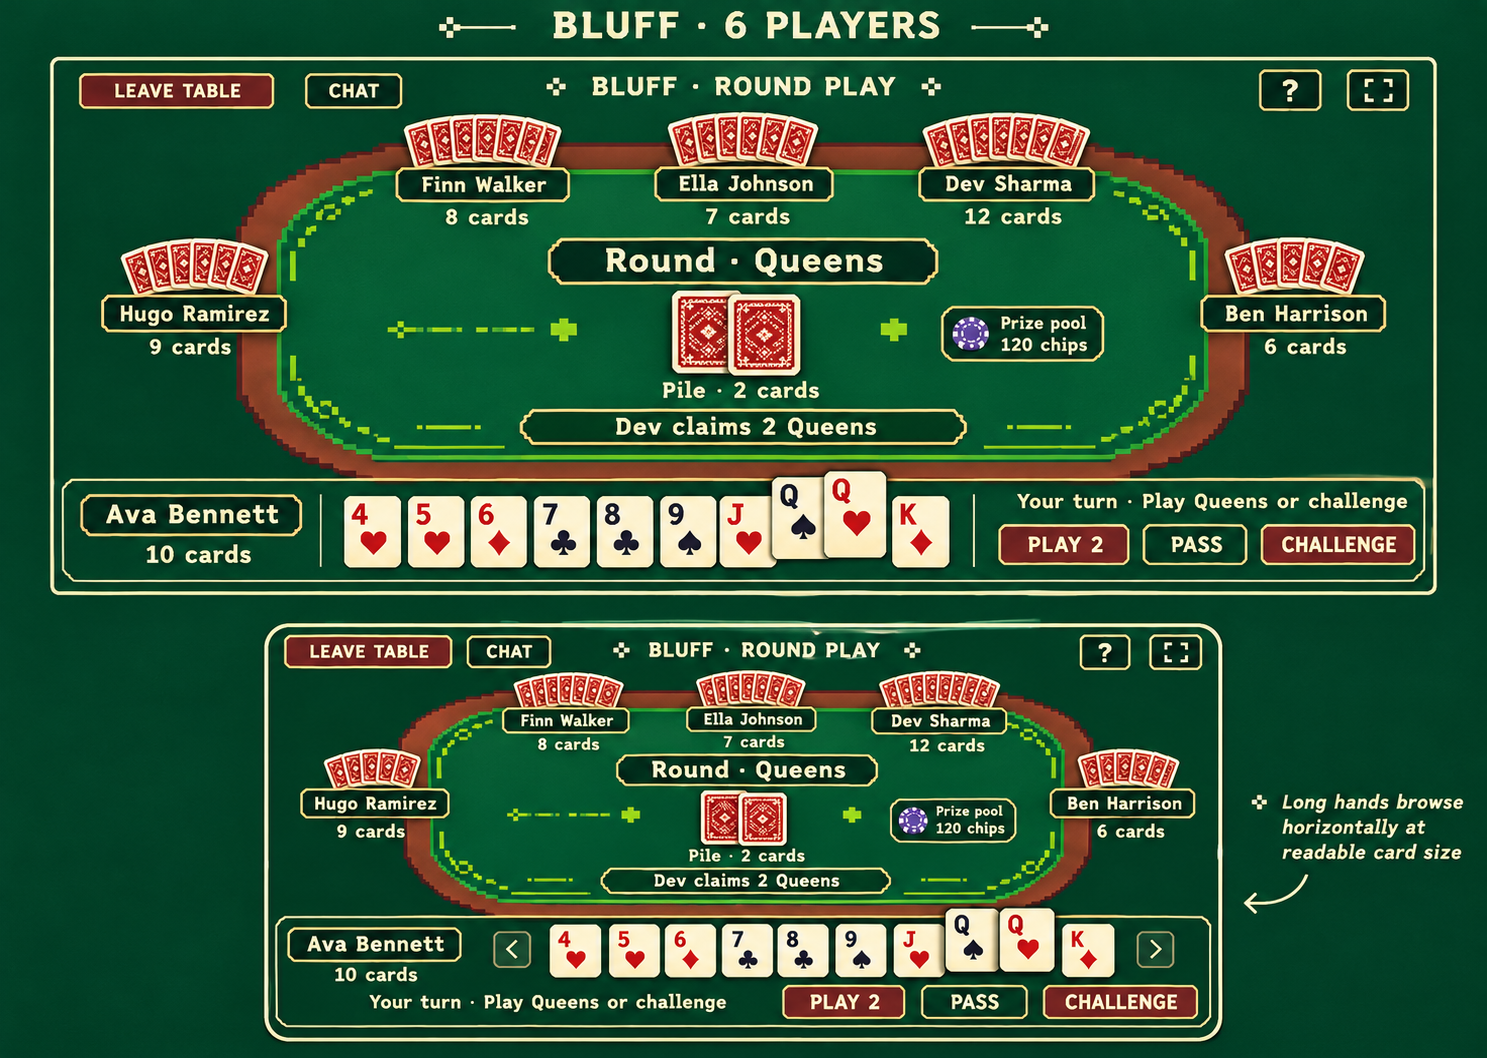 BLUFF · 6 PLAYERS
LEAVE TABLE
CHAT
BLUFF · ROUND PLAY
?
Finn Walker
8 cards
Ella Johnson
7 cards
Dev Sharma
12 cards
Hugo Ramirez
9 cards
Ben Harrison
6 cards
Round · Queens
Prize pool
120 chips
Pile · 2 cards
Dev claims 2 Queens
Ava Bennett
10 cards
4
5
6
7
8
9
J
Q
Q
K
Your turn · Play Queens or challenge
PLAY 2
PASS
CHALLENGE
LEAVE TABLE
CHAT
BLUFF · ROUND PLAY
?
Finn Walker
8 cards
Ella Johnson
7 cards
Dev Sharma
12 cards
Hugo Ramirez
9 cards
Ben Harrison
6 cards
Round · Queens
Prize pool
120 chips
Pile · 2 cards
Dev claims 2 Queens
Ava Bennett
10 cards
<
4
5
6
7
8
9
J
Q
Q
K
>
Your turn · Play Queens or challenge
PLAY 2
PASS
CHALLENGE
Long hands browse
horizontally at
readable card size